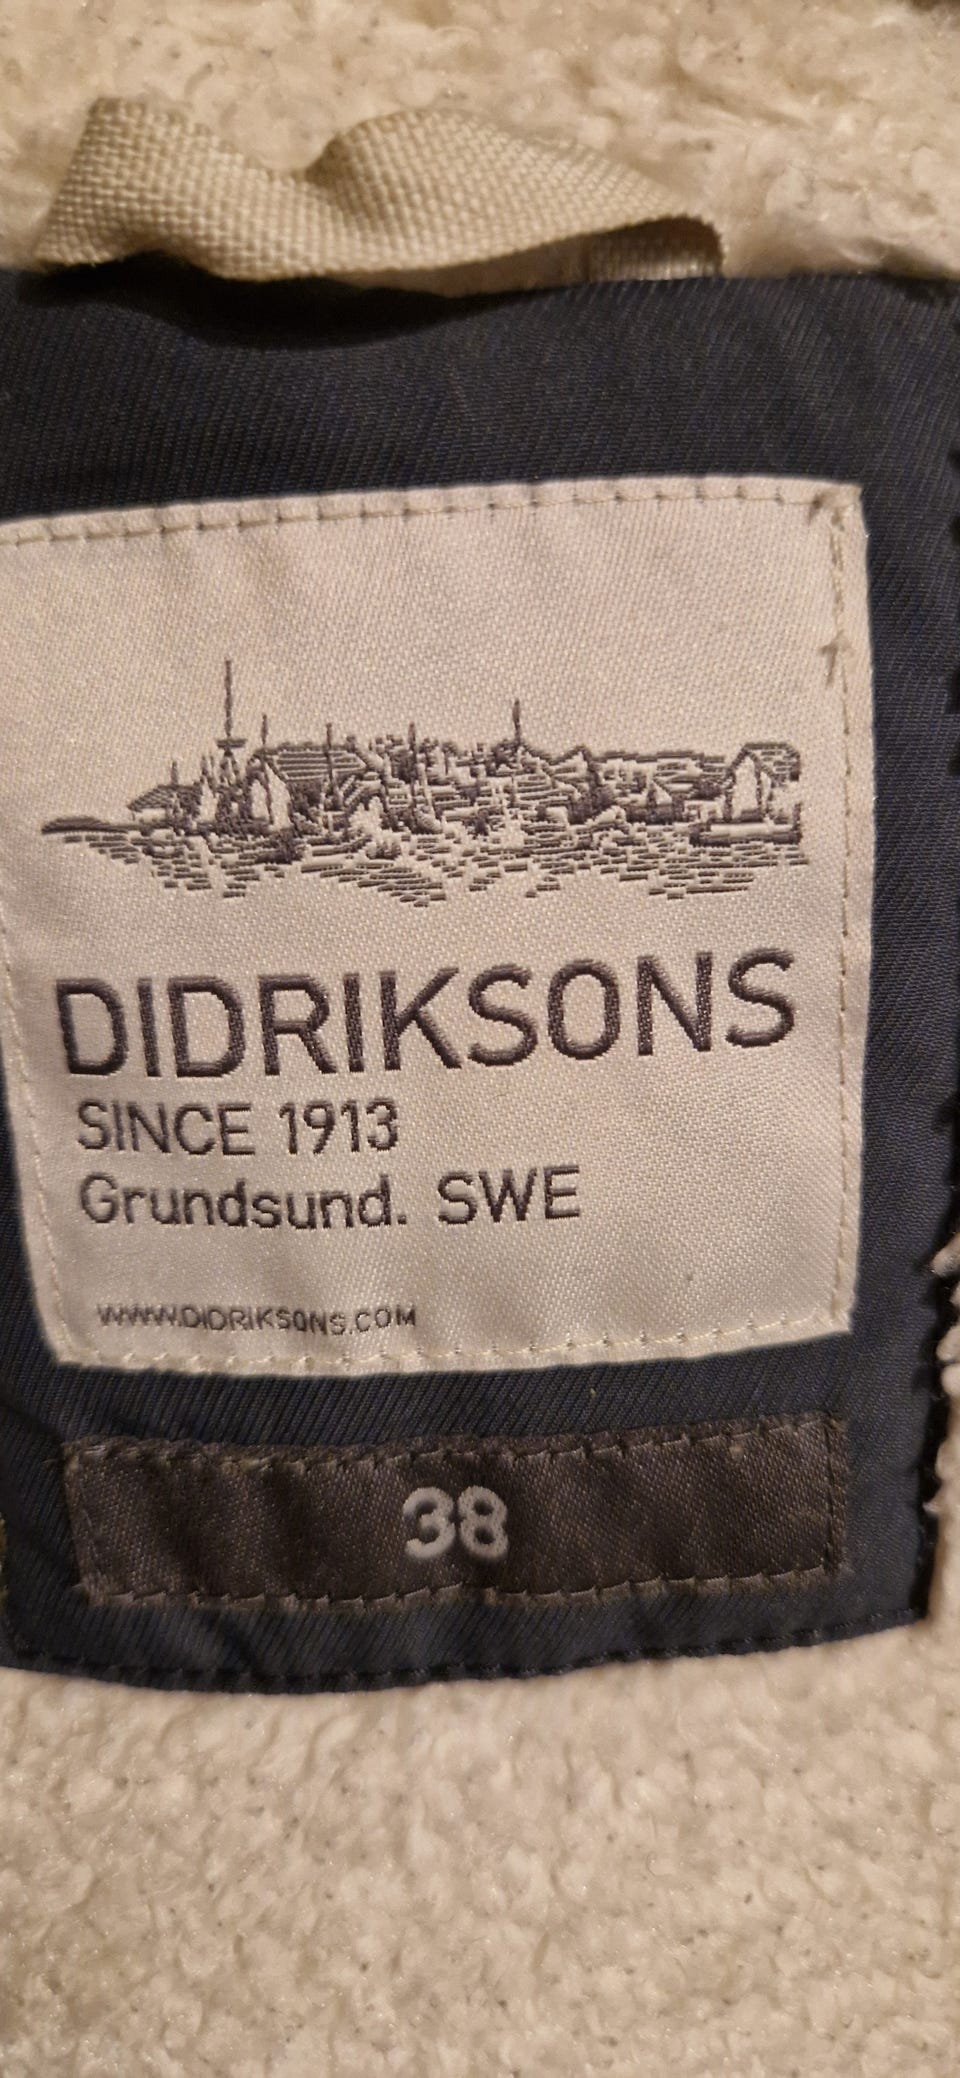 DIDRIKSONS
SINCE 1913
Grundsund. SWE
WWW.DIDRIKSONS.COM
38